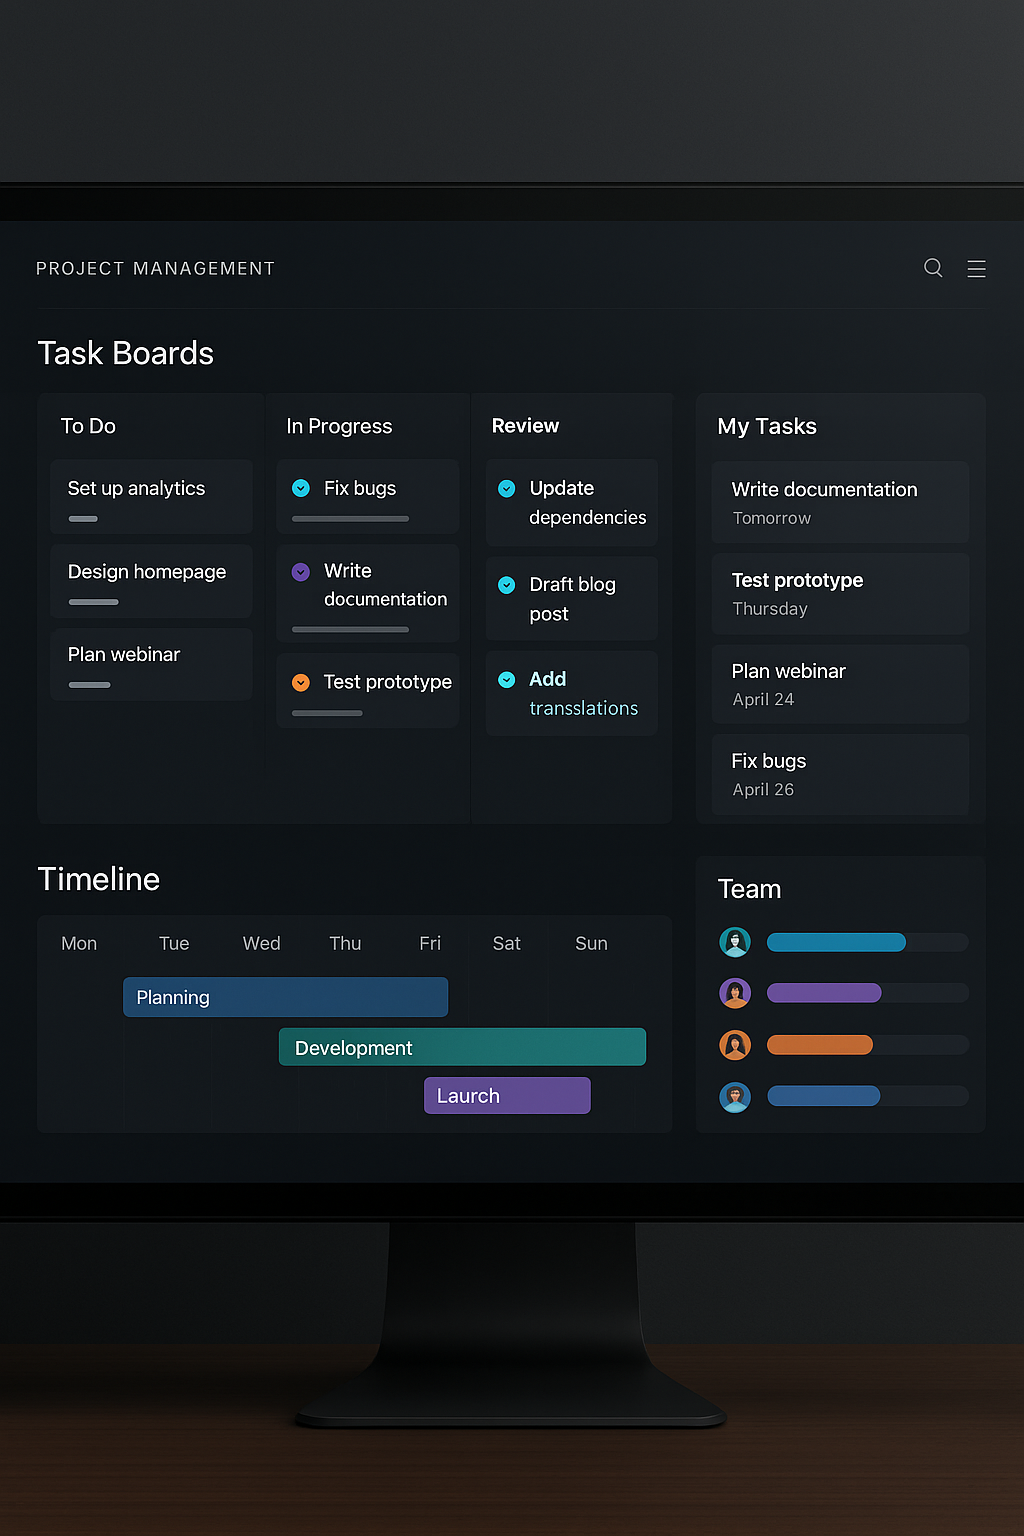 PROJECT MANAGEMENT
Task Boards
To Do
Set up analytics
Design homepage
Plan webinar
In Progress
Fix bugs
Write
documentation
Test prototype
Review
Update
dependencies
Draft blog
post
Add
transslations
My Tasks
Write documentation
Tomorrow
Test prototype
Thursday
Plan webinar
April 24
Fix bugs
April 26
Timeline
Mon Tue Wed Thu Fri Sat Sun
Planning
Development
Laurch
Team